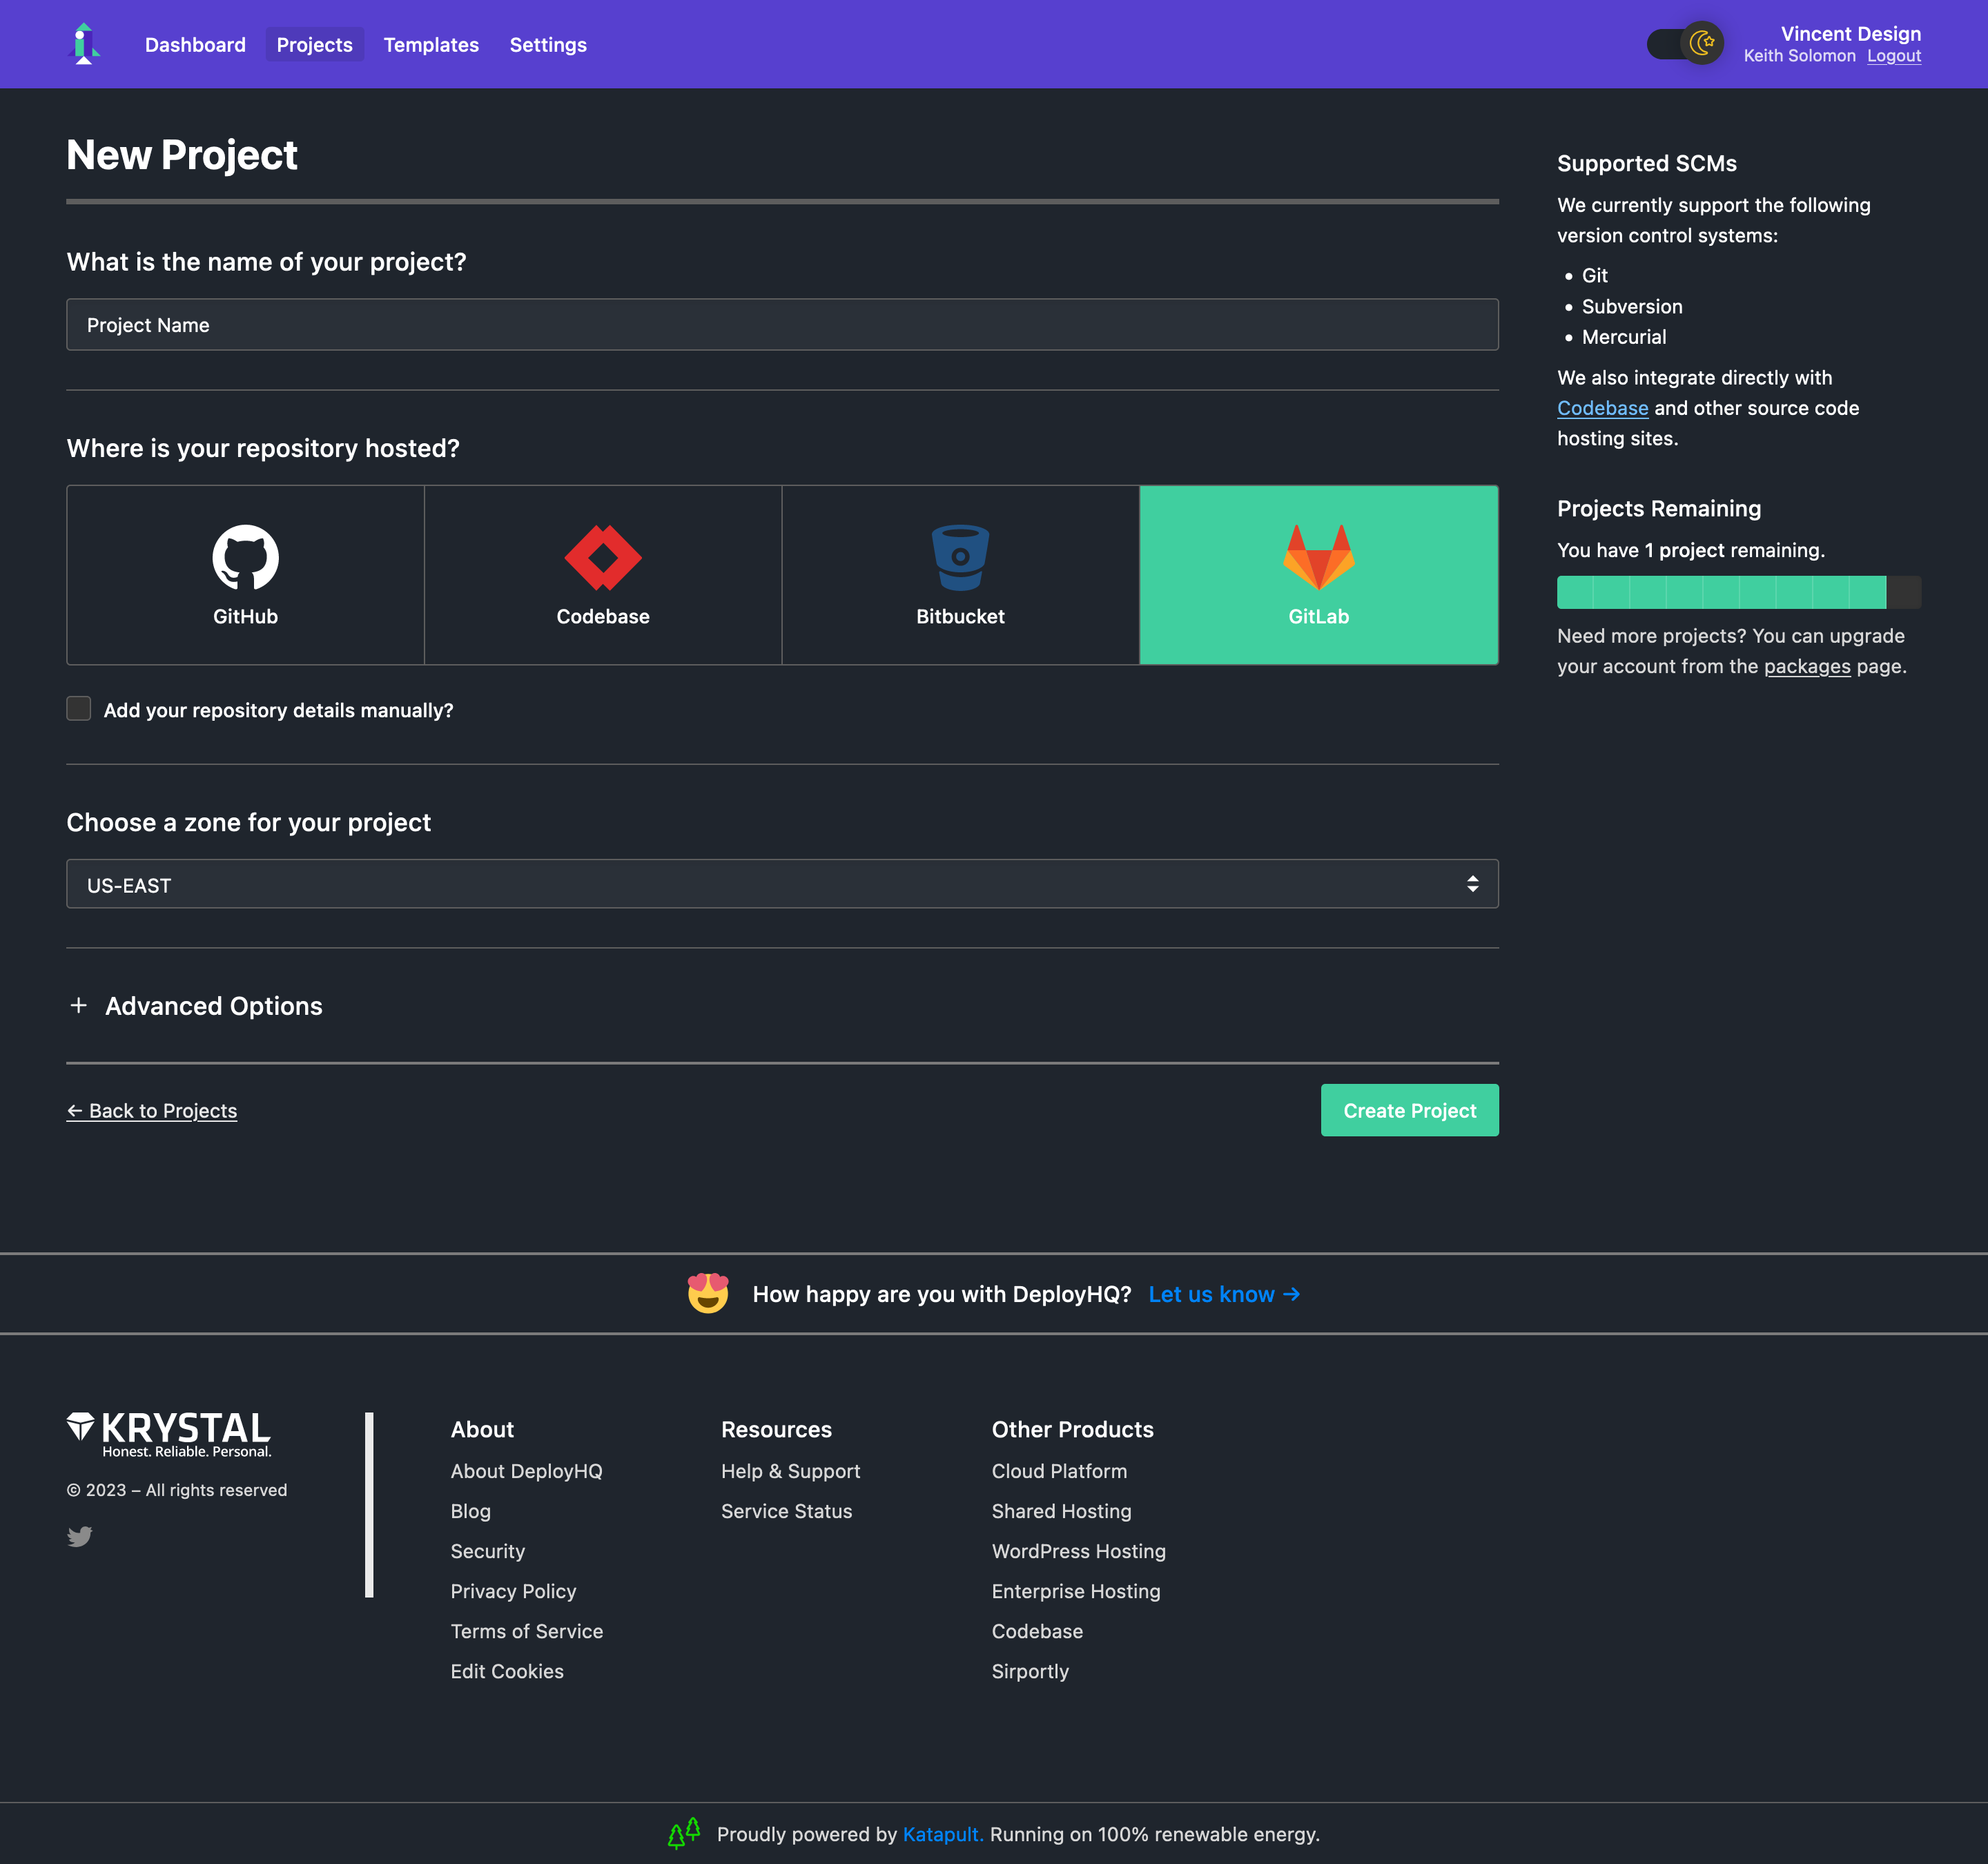 Dashboard
Projects
Templates
Settings
Vincent Design
Keith Solomon Logout
New Project
What is the name of your project?
Project Name
Where is your repository hosted?
GitHub
Codebase
Bitbucket
GitLab
Add your repository details manually?
Choose a zone for your project
US-EAST
+ Advanced Options
← Back to Projects
Create Project
Supported SCMs
We currently support the following
version control systems:
• Git
• Subversion
• Mercurial
We also integrate directly with
Codebase and other source code
hosting sites.
Projects Remaining
You have 1 project remaining.
Need more projects? You can upgrade
your account from the packages page.
How happy are you with DeployHQ? Let us know →
KRYSTAL
Honest. Reliable. Personal.
© 2023 – All rights reserved
About
About DeployHQ
Blog
Security
Privacy Policy
Terms of Service
Edit Cookies
Resources
Help & Support
Service Status
Other Products
Cloud Platform
Shared Hosting
WordPress Hosting
Enterprise Hosting
Codebase
Sirportly
Proudly powered by Katapult. Running on 100% renewable energy.